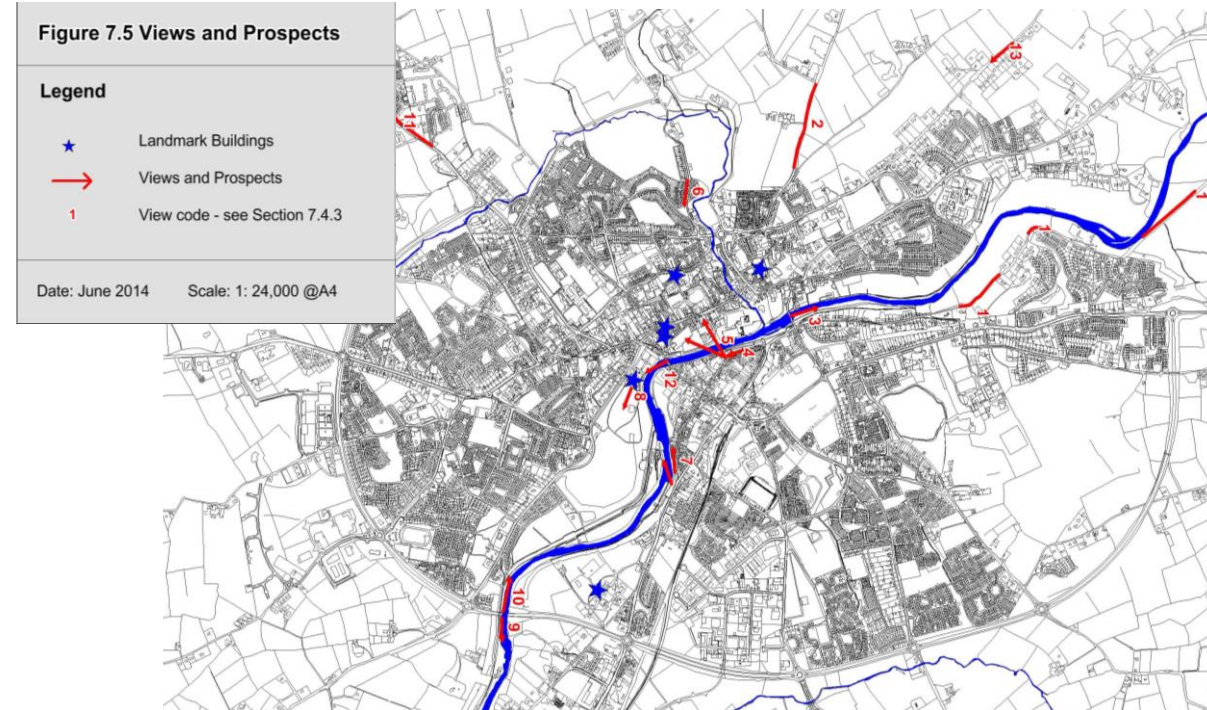 Figure 7.5 Views and Prospects
Legend
Landmark Buildings
Views and Prospects
1 View code - see Section 7.4.3
Date: June 2014 Scale: 1: 24,000 @A4
13
11
2
6
1
1
1
3
5
4
12
8
7
10
9